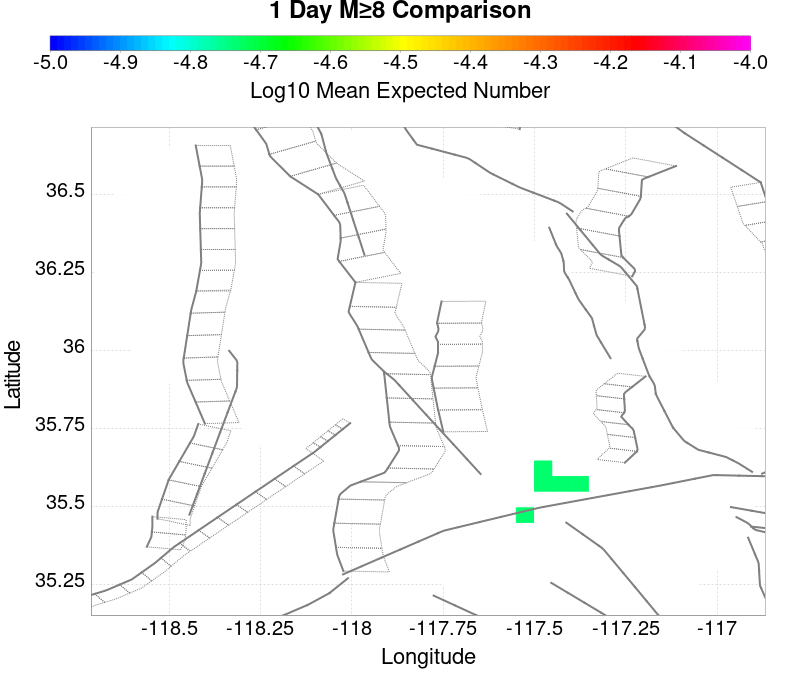 1 Day M≥8 Comparison
-5.0 -4.9 -4.8 -4.7 -4.6 -4.5 -4.4 -4.3 -4.2 -4.1 -4.0
Log10 Mean Expected Number
36.5
36.25
36
35.75
35.5
35.25
Latitude
-118.5 -118.25 -118 -117.75 -117.5 -117.25 -117
Longitude